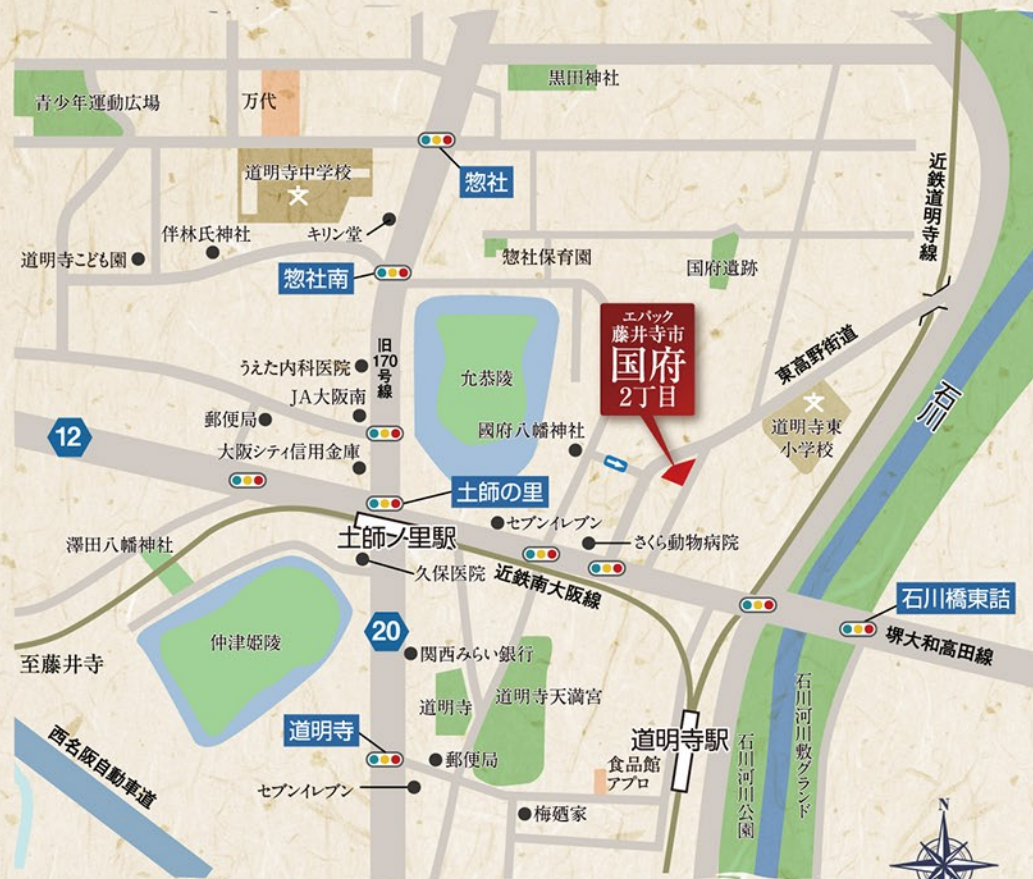 青少年運動広場
万代
黒田神社
惣社
道明寺中学校
近鉄道明寺線
キリン堂
伴林氏神社
道明寺こども園
惣社南
惣社保育園
国府遺跡
エパック
藤井寺市
国府
2丁目
東高野街道
石川
旧170号線
うえた内科医院
JA大阪南
郵便局
大阪シティ信用金庫
12
允恭陵
國府八幡神社
道明寺東
小学校
土師の里
セブンイレブン
さくら動物病院
土師ノ里駅
澤田八幡神社
久保医院
近鉄南大阪線
石川橋東詰
堺大和高田線
仲津姫陵
20
至藤井寺
関西みらい銀行
道明寺
道明寺天満宮
石川河川敷グランド
西名阪自動車道
道明寺
道明寺駅
石川河川公園
郵便局
食品館
アプロ
セブンイレブン
梅廼家
N